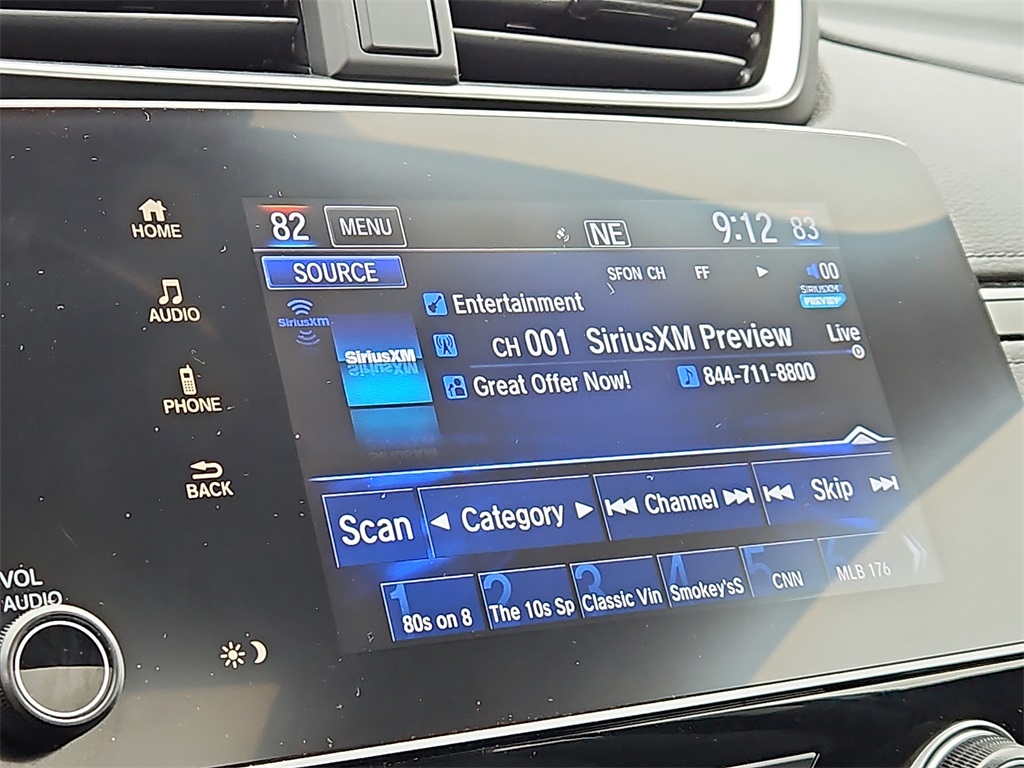 HOME
AUDIO
PHONE
BACK
VOL
AUDIO
82 MENU NE 9:12 83
SOURCE SFON CH FF 00
SiriusXM Entertainment SIRIUSXM
PREVIEW
SiriusXM CH 001 SiriusXM Preview Live
Great Offer Now! 844-711-8800
Scan Category Channel Skip
1 2 3 4 5 6
80s on 8 The 10s Sp Classic Vin Smokey'sS CNN MLB 176